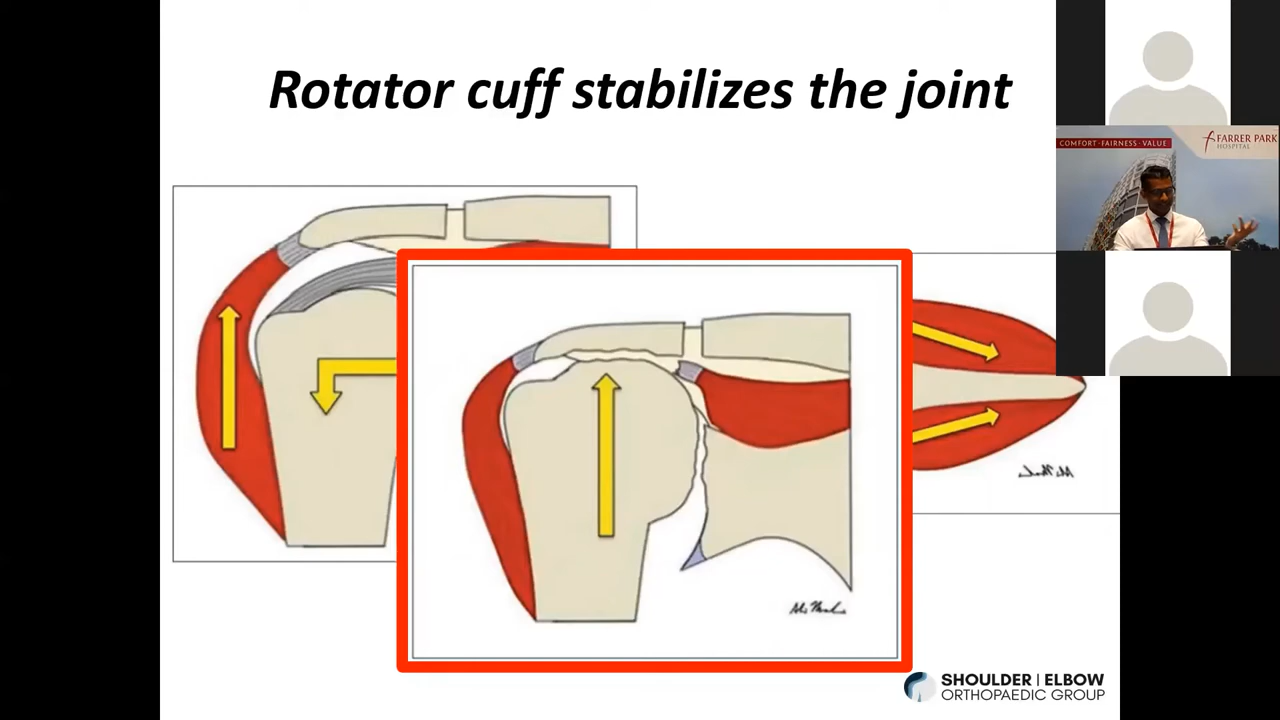 Rotator cuff stabilizes the joint
COMFORT · FAIRNESS · VALUE
FARRER PARK
HOSPITAL
SHOULDER | ELBOW
ORTHOPAEDIC GROUP